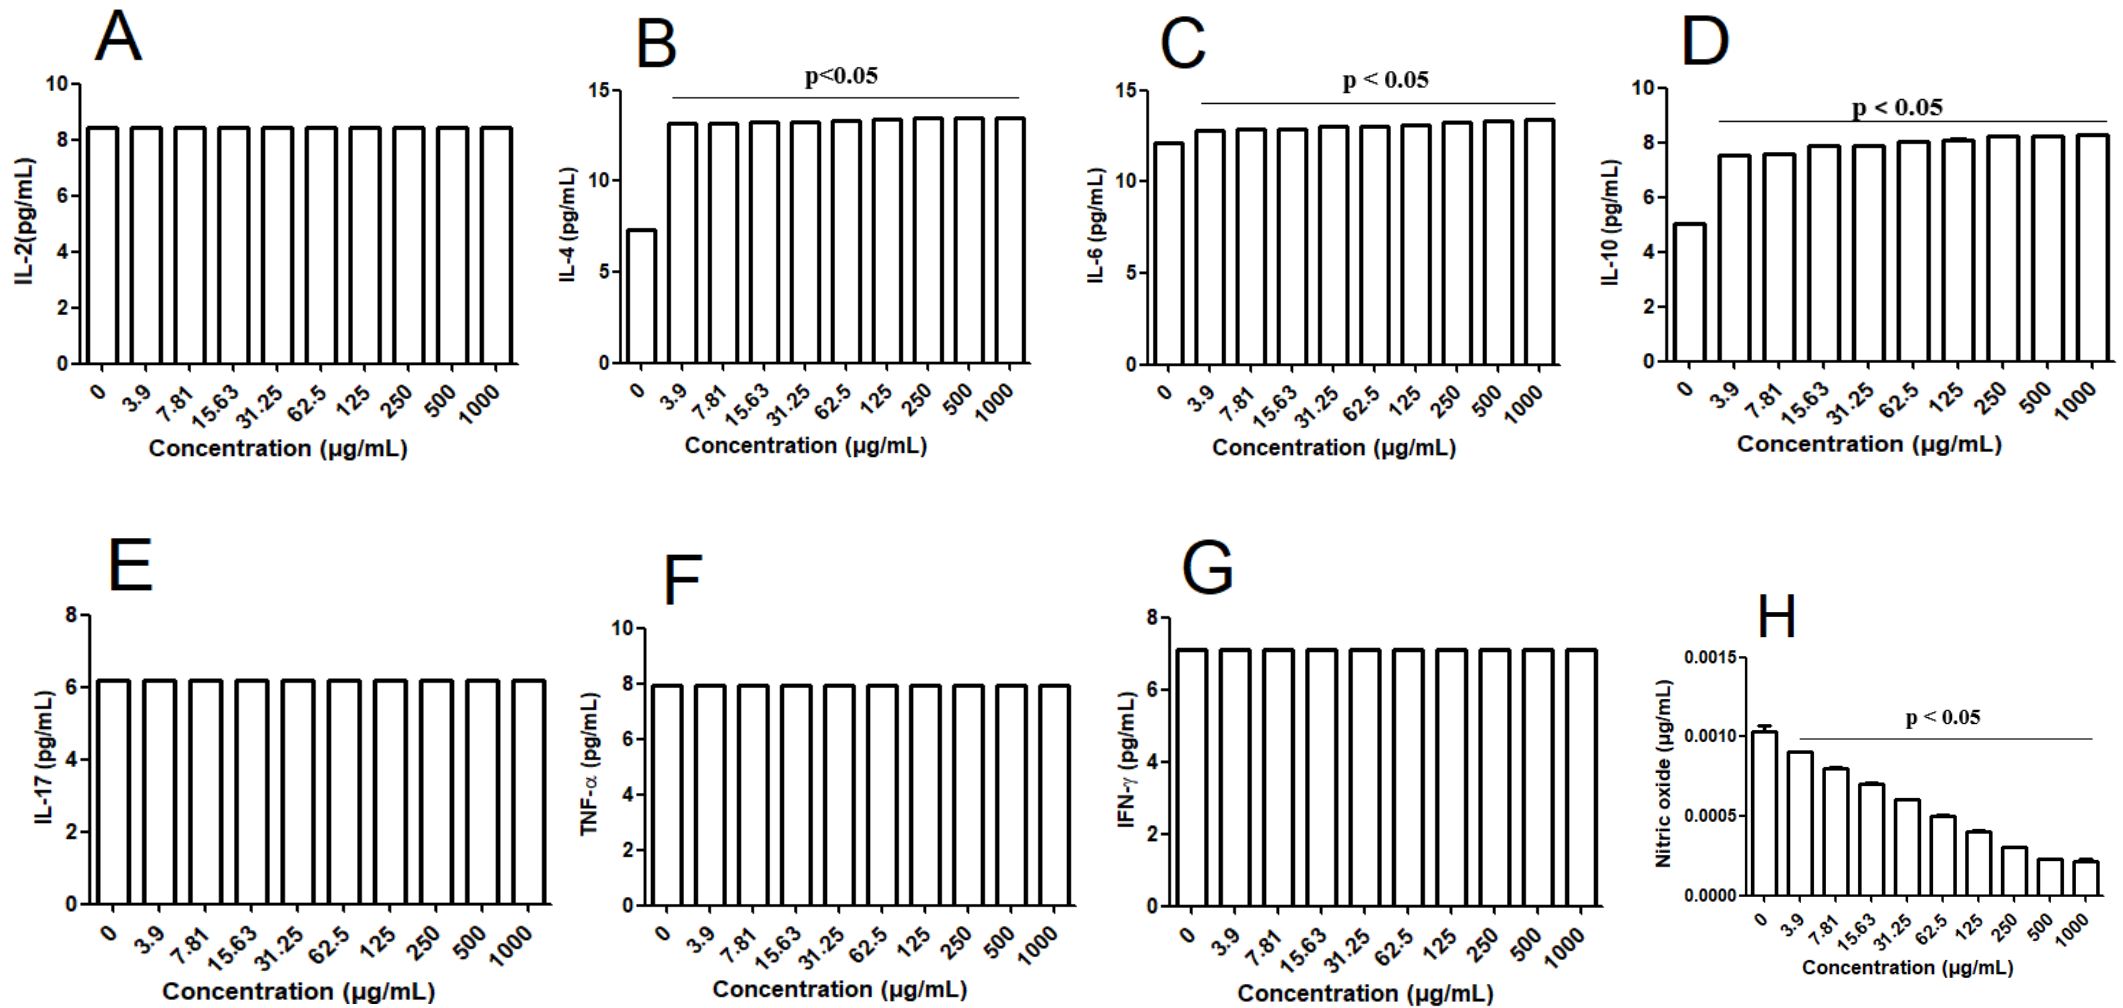 A
10
8
6
4
2
0
IL-2(pg/mL)
0 3.9 7.81 15.63 31.25 62.5 125 250 500 1000
Concentration (µg/mL)
B
p<0.05
15
10
5
0
IL-4 (pg/mL)
0 3.9 7.81 15.63 31.25 62.5 125 250 500 1000
Concentration (µg/mL)
C
p < 0.05
15
10
5
0
IL-6 (pg/mL)
0 3.9 7.81 15.63 31.25 62.5 125 250 500 1000
Concentration (µg/mL)
D
p < 0.05
10
8
6
4
2
0
IL-10 (pg/mL)
0 3.9 7.81 15.63 31.25 62.5 125 250 500 1000
Concentration (µg/mL)
E
8
6
4
2
0
IL-17 (pg/mL)
0 3.9 7.81 15.63 31.25 62.5 125 250 500 1000
Concentration (µg/mL)
F
10
8
6
4
2
0
TNF-α (pg/mL)
0 3.9 7.81 15.63 31.25 62.5 125 250 500 1000
Concentration (µg/mL)
G
8
6
4
2
0
IFN-γ (pg/mL)
0 3.9 7.81 15.63 31.25 62.5 125 250 500 1000
Concentration (µg/mL)
H
p < 0.05
0.0015
0.0010
0.0005
0.0000
Nitric oxide (µg/mL)
0 3.9 7.81 15.63 31.25 62.5 125 250 500 1000
Concentration (µg/mL)